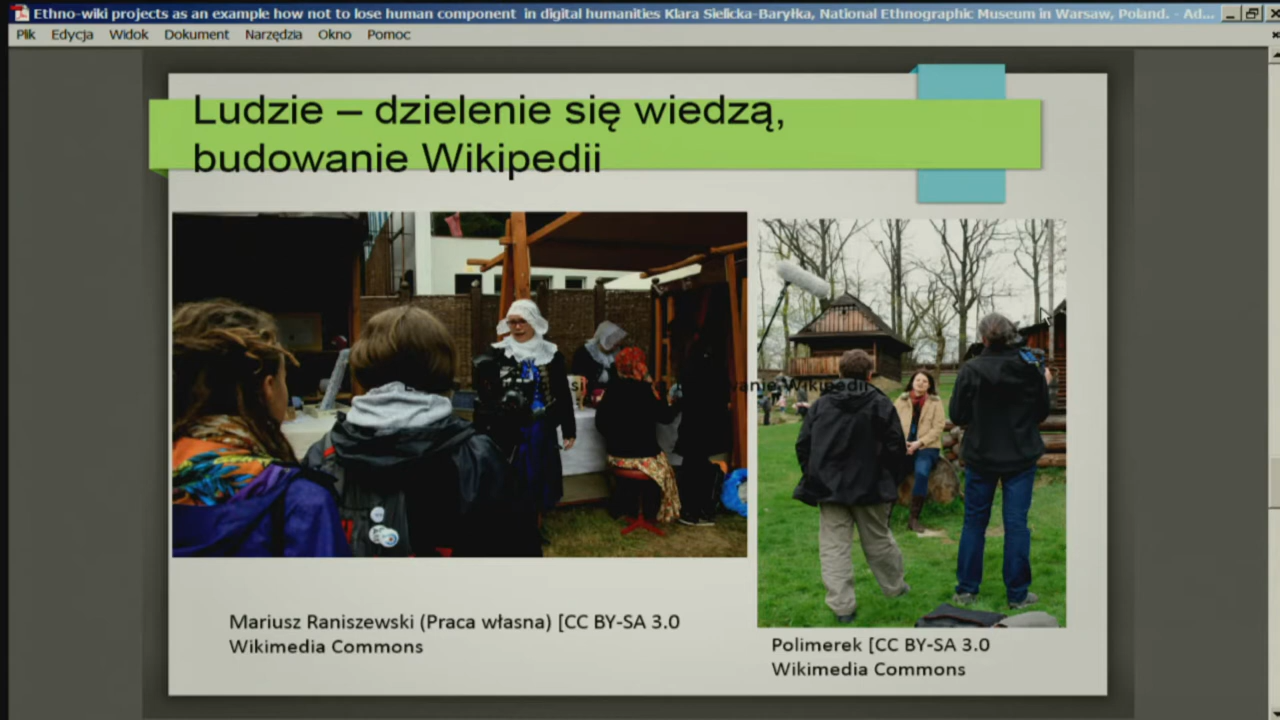 Ethno-wiki projects as an example how not to lose human component in digital humanities Klara Sielicka-Baryłka, National Ethnographic Museum in Warsaw, Poland. - Ad...
Plik Edycja Widok Dokument Narzędzia Okno Pomoc
Ludzie – dzielenie się wiedzą,
budowanie Wikipedii
Wikipedii
Mariusz Raniszewski (Praca własna) [CC BY-SA 3.0
Wikimedia Commons
Polimerek [CC BY-SA 3.0
Wikimedia Commons